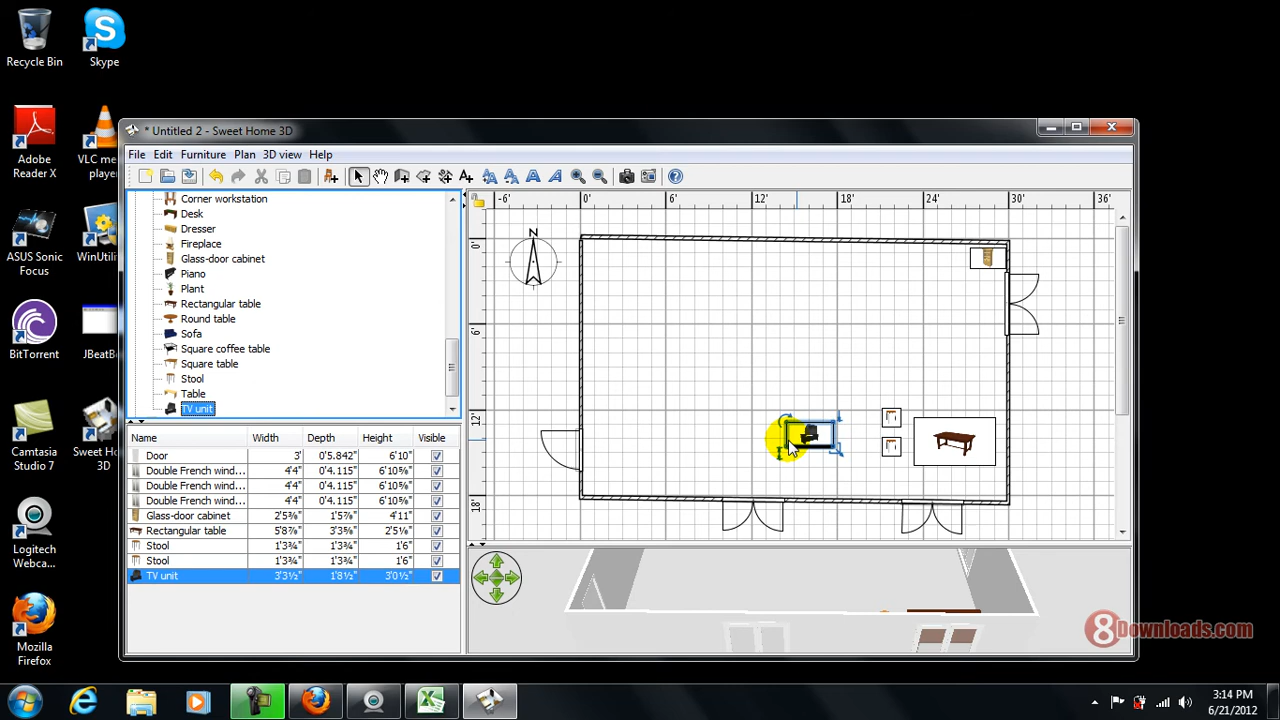 Recycle Bin
Skype
Adobe
Reader X
VLC me
player
ASUS Sonic
Focus
WinUtil
BitTorrent
JBeatB
Camtasia
Studio 7
Sweet Ho
3D
Logitech
Webca...
Mozilla
Firefox
* Untitled 2 - Sweet Home 3D
File Edit Furniture Plan 3D view Help
Corner workstation
Desk
Dresser
Fireplace
Glass-door cabinet
Piano
Plant
Rectangular table
Round table
Sofa
Square coffee table
Square table
Stool
Table
TV unit
Name Width Depth Height Visible
Door 3' 0'5.842" 6'10"
Double French wind... 4'4" 0'4.115" 6'10⅝"
Double French wind... 4'4" 0'4.115" 6'10⅝"
Double French wind... 4'4" 0'4.115" 6'10⅝"
Glass-door cabinet 2'5⅜" 1'5⅞" 4'11"
Rectangular table 5'8⅞" 3'3⅜" 2'5⅛"
Stool 1'3¾" 1'3¾" 1'6"
Stool 1'3¾" 1'3¾" 1'6"
TV unit 3'3½" 1'8½" 3'0½"
-6' 0' 6' 12' 18' 24' 30' 36'
0'
6'
12'
18'
N
8Downloads.com
3:14 PM
6/21/2012